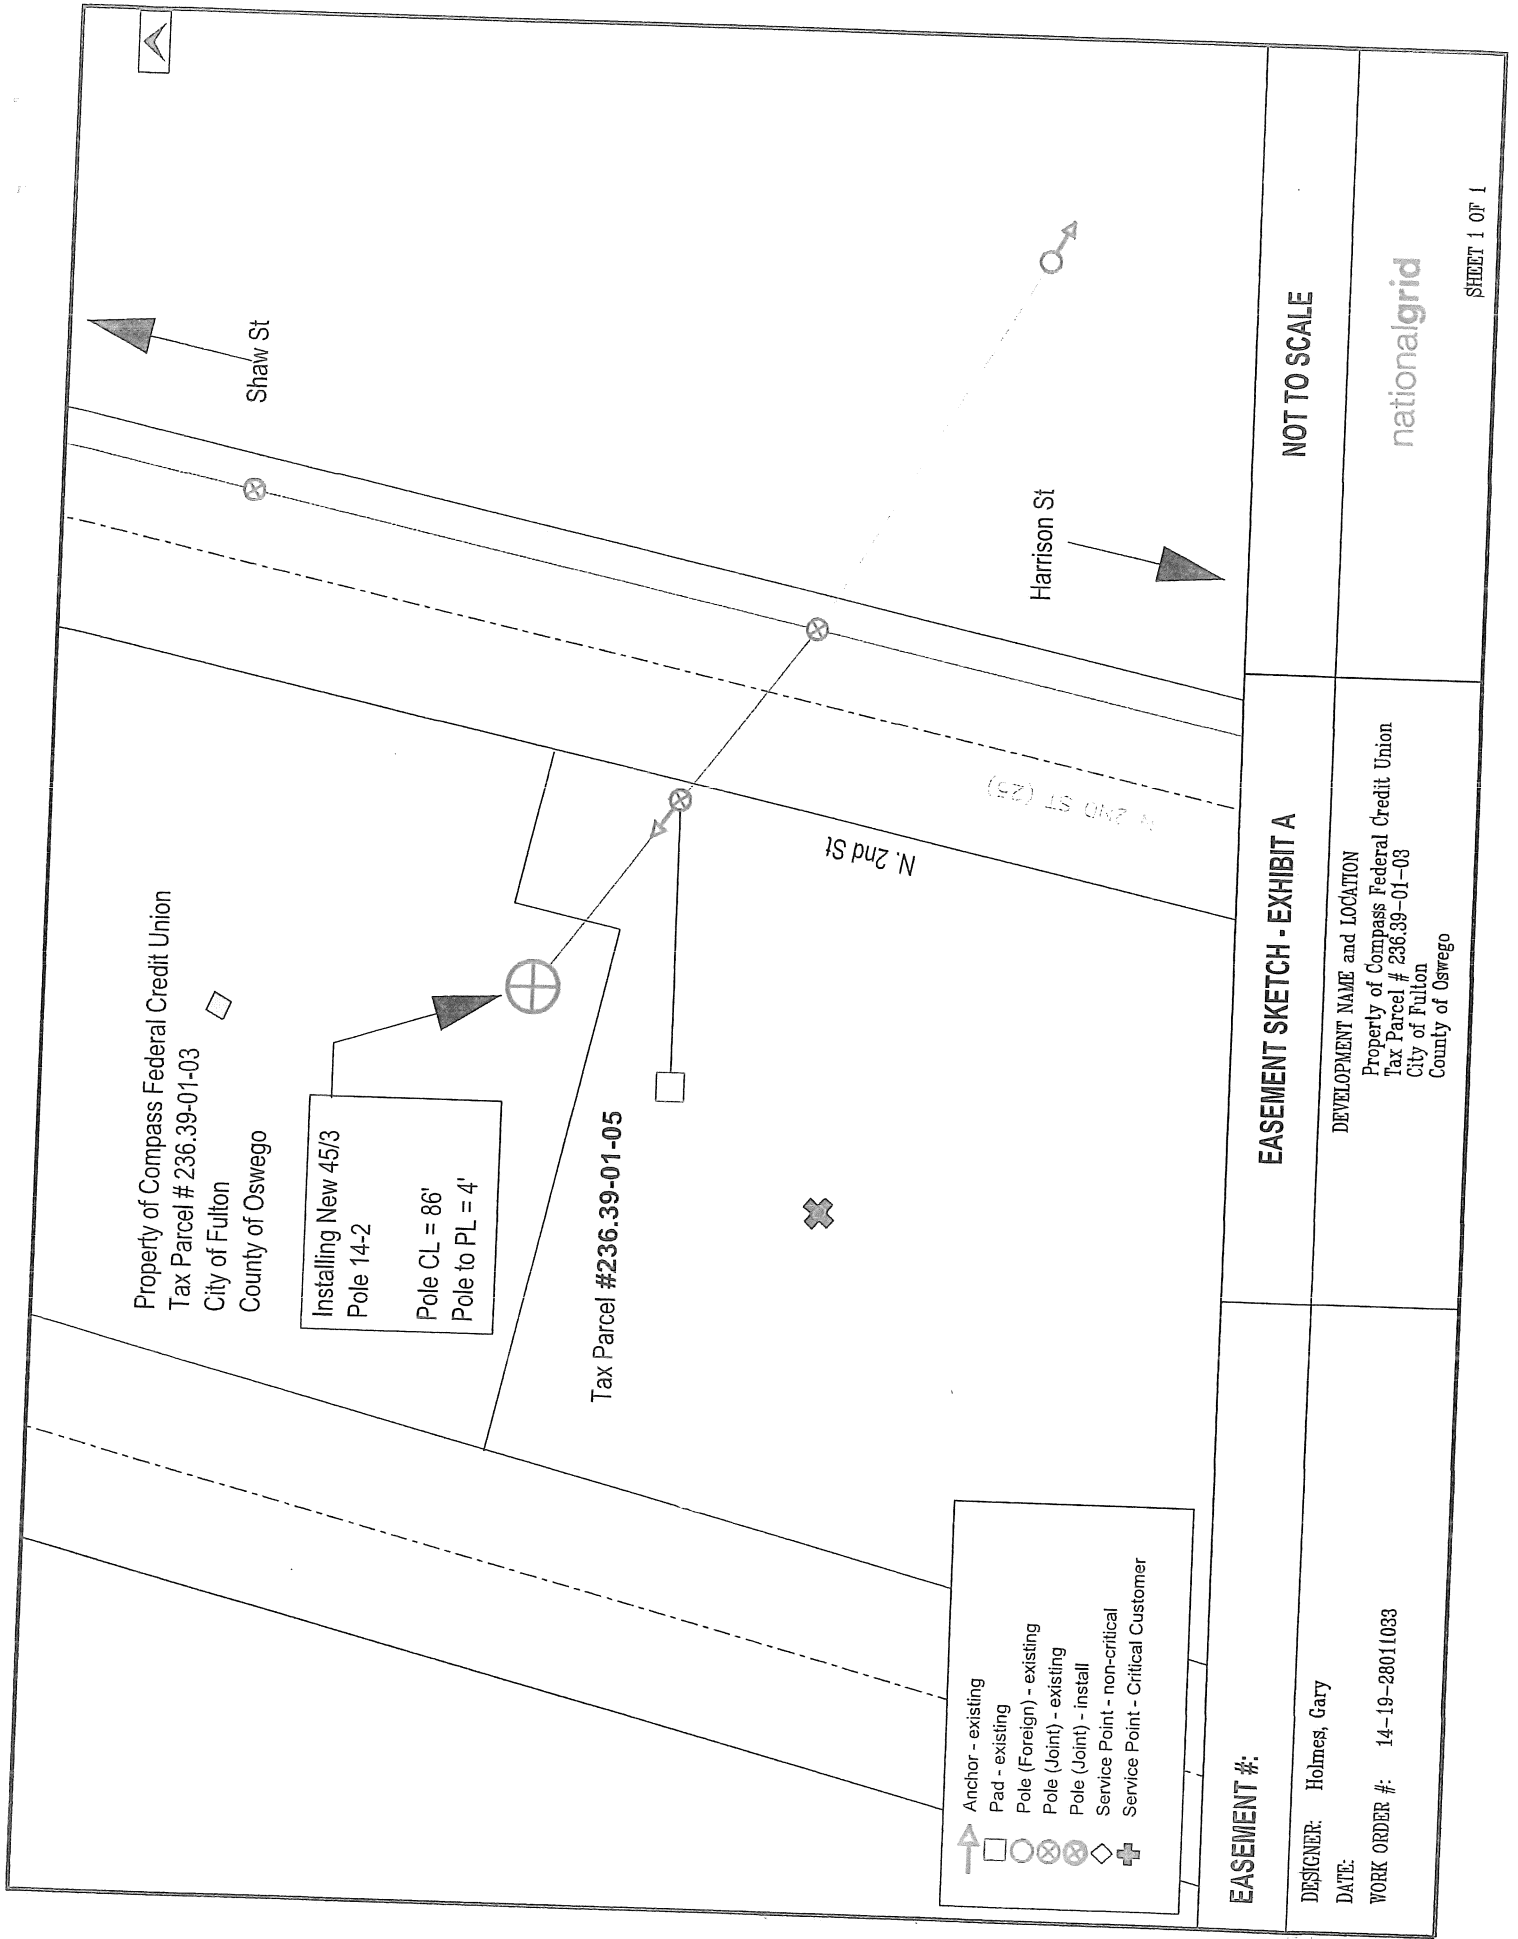 Property of Compass Federal Credit Union
Tax Parcel # 236.39-01-03
City of Fulton
County of Oswego
Installing New 45/3
Pole 14-2
Pole CL = 86'
Pole to PL = 4'
Tax Parcel #236.39-01-05
Shaw St
Harrison St
N. 2nd St
N 2ND ST (25)
Anchor - existing
Pad - existing
Pole (Foreign) - existing
Pole (Joint) - existing
Pole (Joint) - install
Service Point - non-critical
Service Point - Critical Customer
EASEMENT #:
EASEMENT SKETCH - EXHIBIT A
NOT TO SCALE
DESIGNER: Holmes, Gary
DATE:
WORK ORDER #: 14-19-28011033
DEVELOPMENT NAME and LOCATION
Property of Compass Federal Credit Union
Tax Parcel # 236.39-01-03
City of Fulton
County of Oswego
nationalgrid
SHEET 1 OF 1